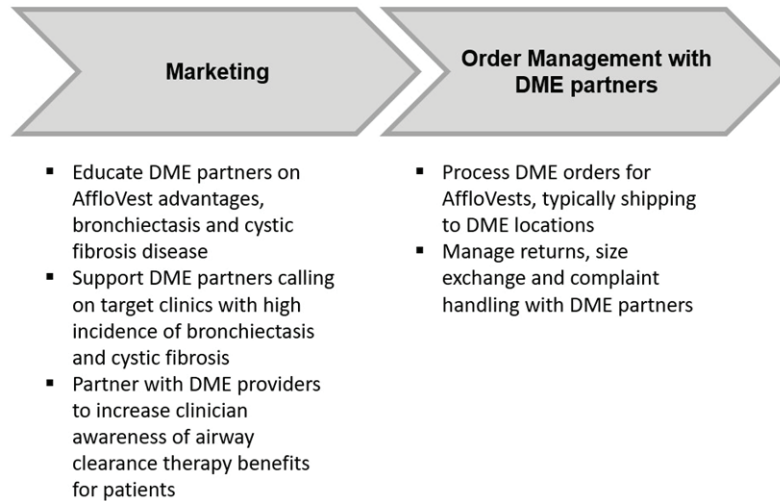 Marketing
Order Management with
DME partners
▪ Educate DME partners on
AffloVest advantages,
bronchiectasis and cystic
fibrosis disease
▪ Support DME partners calling
on target clinics with high
incidence of bronchiectasis
and cystic fibrosis
▪ Partner with DME providers
to increase clinician
awareness of airway
clearance therapy benefits
for patients
▪ Process DME orders for
AffloVests, typically shipping
to DME locations
▪ Manage returns, size
exchange and complaint
handling with DME partners